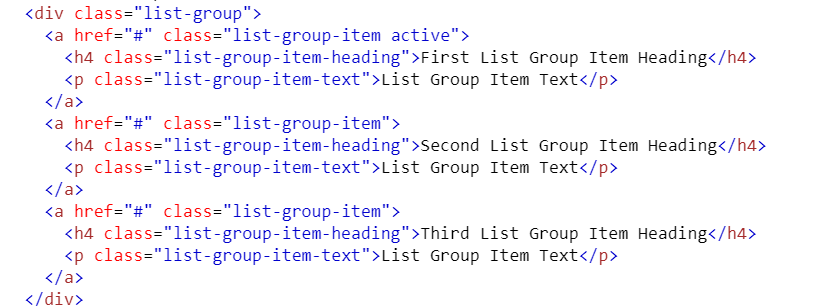 <div class="list-group">
<a href="#" class="list-group-item active">
<h4 class="list-group-item-heading">First List Group Item Heading</h4>
<p class="list-group-item-text">List Group Item Text</p>
</a>
<a href="#" class="list-group-item">
<h4 class="list-group-item-heading">Second List Group Item Heading</h4>
<p class="list-group-item-text">List Group Item Text</p>
</a>
<a href="#" class="list-group-item">
<h4 class="list-group-item-heading">Third List Group Item Heading</h4>
<p class="list-group-item-text">List Group Item Text</p>
</a>
</div>